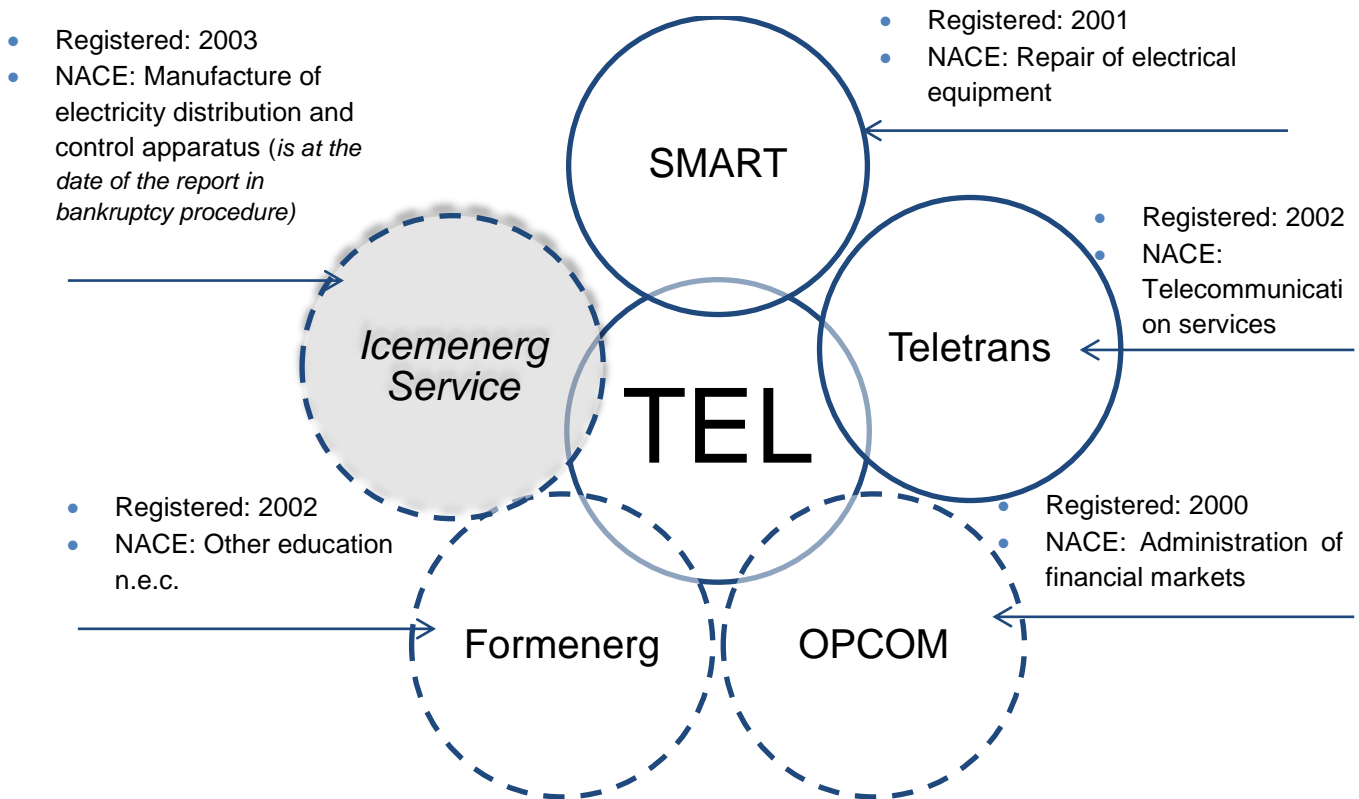 • Registered: 2003
• NACE: Manufacture of
electricity distribution and
control apparatus (is at the
date of the report in
bankruptcy procedure)
• Registered: 2001
• NACE: Repair of electrical
equipment
SMART
• Registered: 2002
• NACE:
Telecommunicati
on services
Icemenerg
Service
Teletrans
TEL
• Registered: 2002
• NACE: Other education
n.e.c.
• Registered: 2000
• NACE: Administration of
financial markets
Formenerg
OPCOM